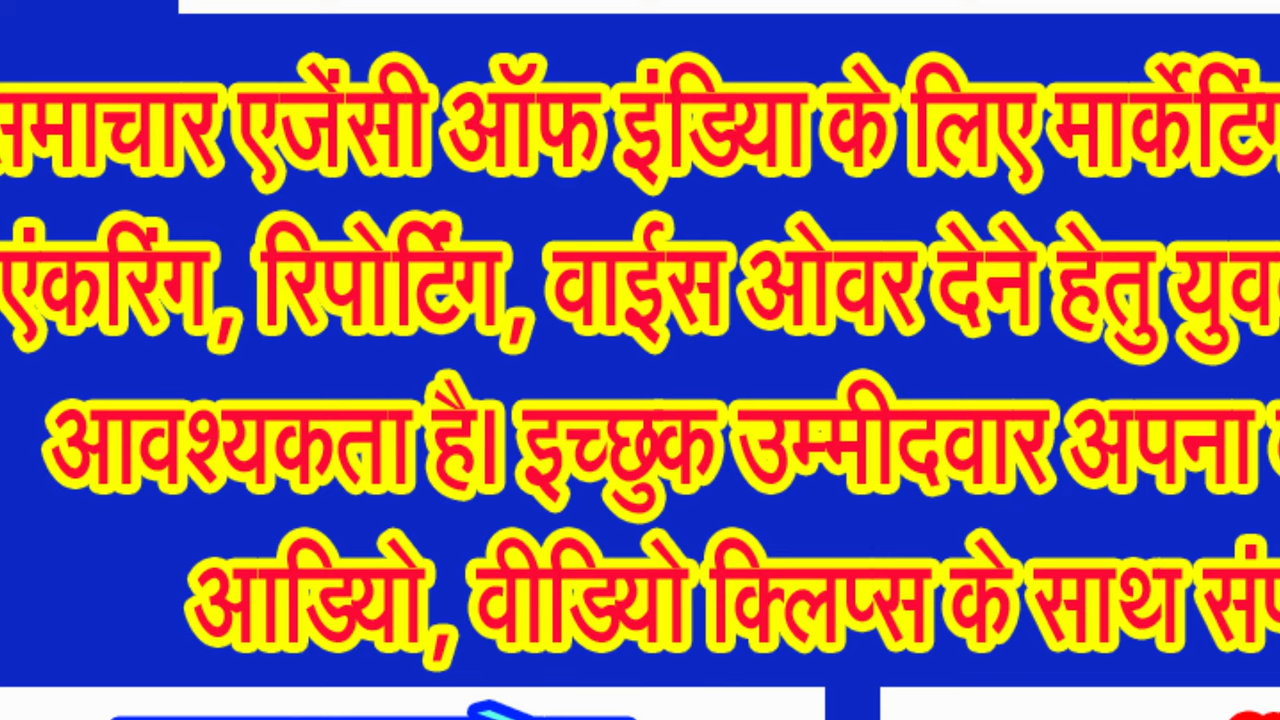 समाचार एजेंसी ऑफ इंडिया के लिए मार्केटिंग
एंकरिंग, रिपोर्टिंग, वाईस ओवर देने हेतु
आवश्यकता है। इच्छुक उम्मीदवार अपना
आडियो, वीडियो क्लिप्स के साथ